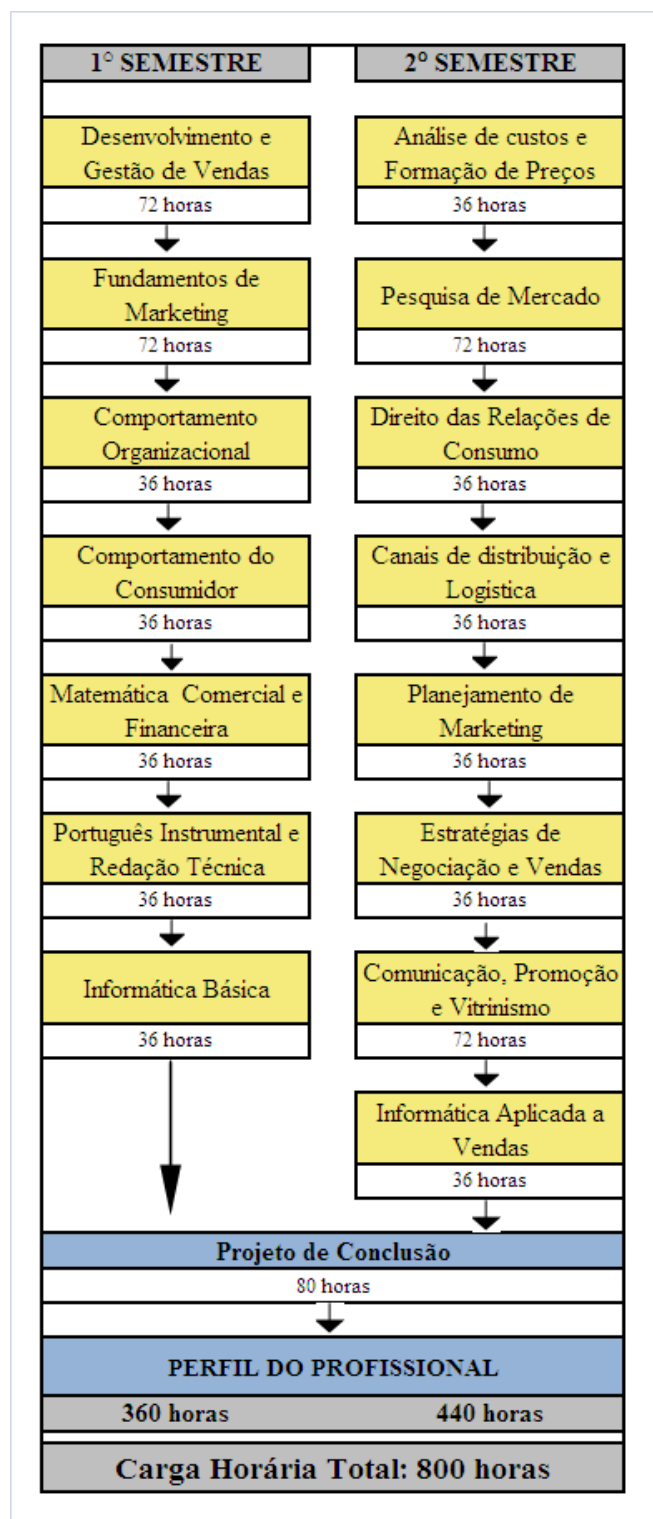 1° SEMESTRE
Desenvolvimento e
Gestão de Vendas
72 horas
Fundamentos de
Marketing
72 horas
Comportamento
Organizacional
36 horas
Comportamento do
Consumidor
36 horas
Matemática Comercial e
Financeira
36 horas
Português Instrumental e
Redação Técnica
36 horas
Informática Básica
36 horas
2° SEMESTRE
Análise de custos e
Formação de Preços
36 horas
Pesquisa de Mercado
72 horas
Direito das Relações de
Consumo
36 horas
Canais de distribuição e
Logística
36 horas
Planejamento de
Marketing
36 horas
Estratégias de
Negociação e Vendas
36 horas
Comunicação, Promoção
e Vitrinismo
72 horas
Informática Aplicada a
Vendas
36 horas
Projeto de Conclusão
80 horas
PERFIL DO PROFISSIONAL
360 horas 440 horas
Carga Horária Total: 800 horas